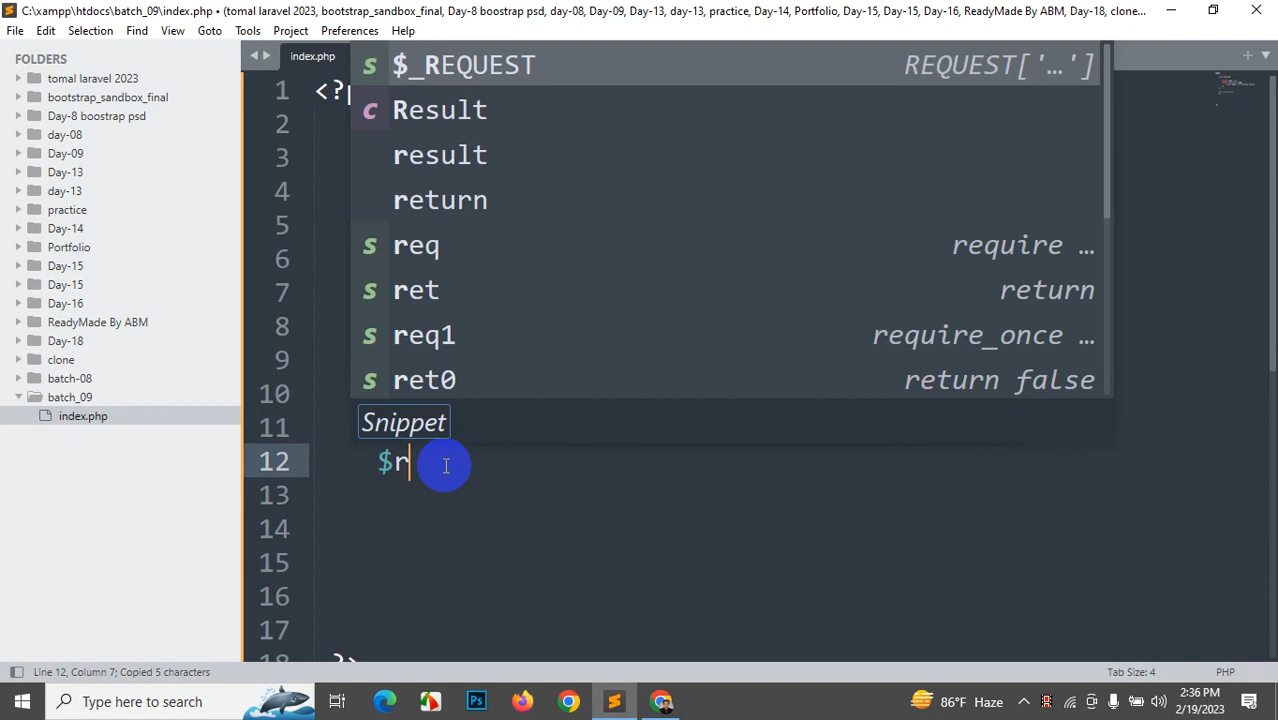 C:\xampp\htdocs\batch_09\index.php • (tomal laravel 2023, bootstrap_sandbox_final, Day-8 boostrap psd, day-08, Day-09, Day-13, day-13, practice, Day-14, Portfolio, Day-15, Day-15, Day-16, ReadyMade By ABM, Day-18, clone...
File Edit Selection Find View Goto Tools Project Preferences Help
FOLDERS
tomal laravel 2023
bootstrap_sandbox_final
Day-8 boostrap psd
day-08
Day-09
Day-13
day-13
practice
Day-14
Portfolio
Day-15
Day-15
Day-16
ReadyMade By ABM
Day-18
clone
batch-08
batch_09
index.php
index.php
1 <?
2
3
4
5
6
7
8
9
10
11
12 $r
13
14
15
16
17
18 ?>
$_REQUEST REQUEST['…']
Result
result
return
req require …
ret return
req1 require_once …
ret0 return false
Snippet
Line 12, Column 7; Copied 5 characters
Tab Size: 4
PHP
Type here to search
86°F Haze
2:36 PM
2/19/2023